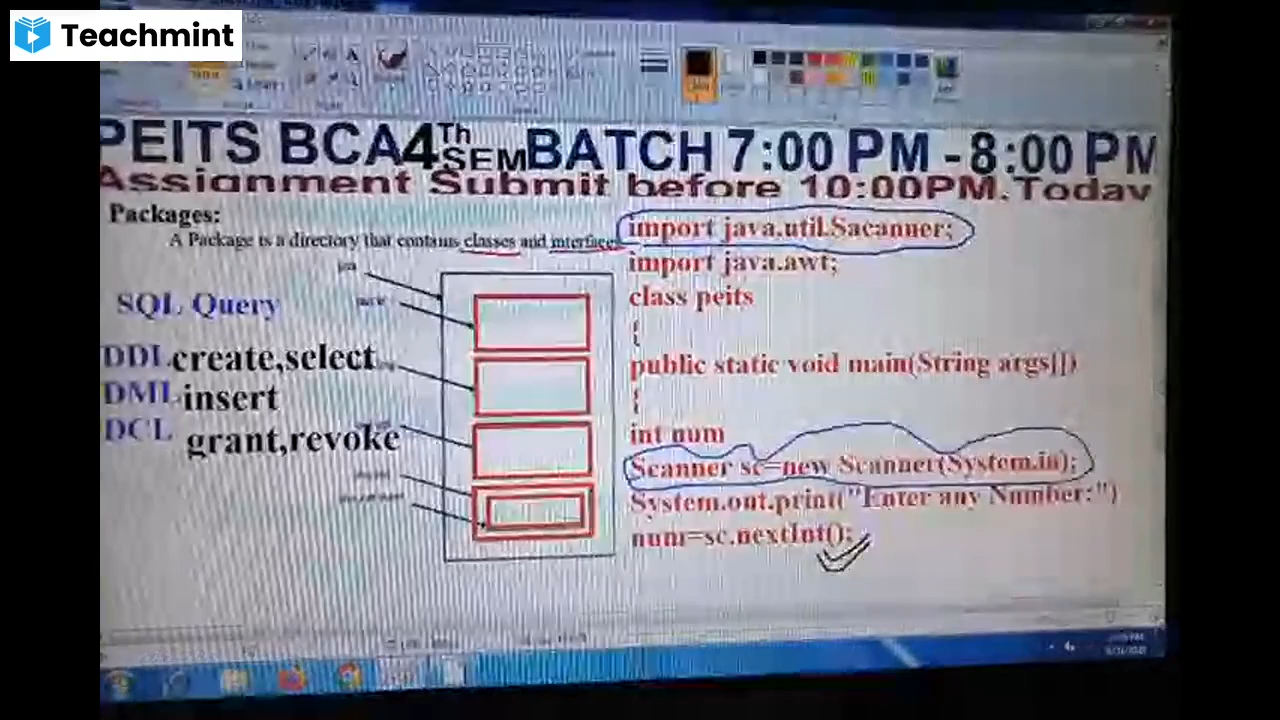 Teachmint
PEITS BCA4Th SEM BATCH 7:00 PM - 8:00 PM
Assignment Submit before 10:00PM.Today
Packages:
A Package is a directory that contains classes and interfaces
SQL Query
DDL create,select
DML insert
DCL grant,revoke
import java.util.Sacanner;
import java.awt;
class peits
{
public static void main(String args[])
{
int num
Scanner sc=new Scanner(System.in);
System.out.print("Enter any Number:")
num=sc.nextInt();